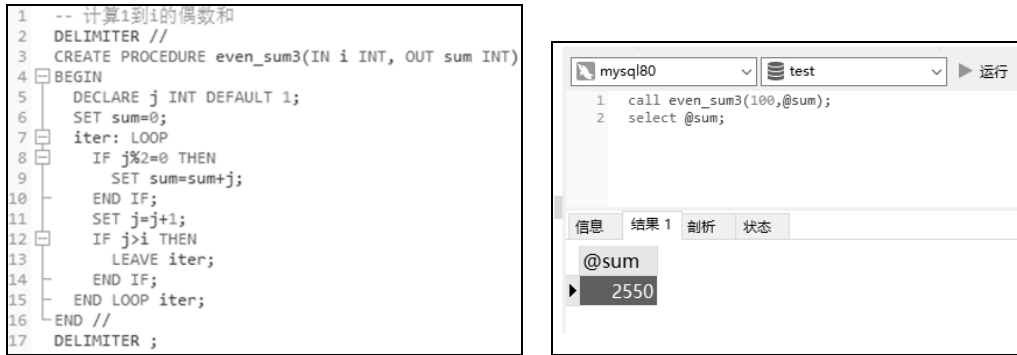 1 -- 计算1到i的偶数和
2 DELIMITER //
3 CREATE PROCEDURE even_sum3(IN i INT, OUT sum INT)
4 BEGIN
5 DECLARE j INT DEFAULT 1;
6 SET sum=0;
7 iter: LOOP
8 IF j%2=0 THEN
9 SET sum=sum+j;
10 END IF;
11 SET j=j+1;
12 IF j>i THEN
13 LEAVE iter;
14 END IF;
15 END LOOP iter;
16 END //
17 DELIMITER ;
mysql80 test 运行
1 call even_sum3(100,@sum);
2 select @sum;
信息 结果 1 剖析 状态
@sum
2550